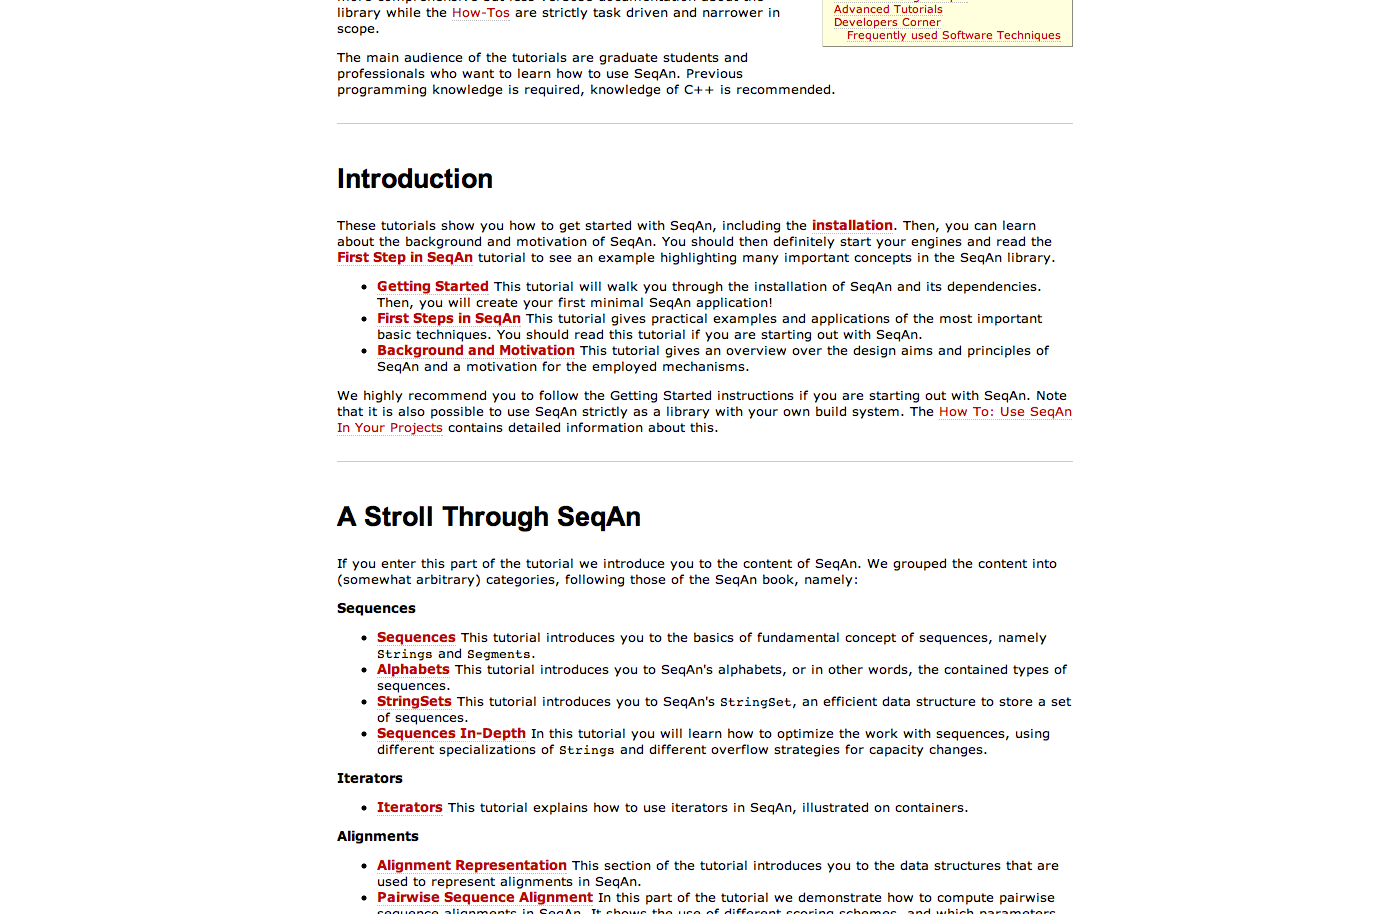 library while the How-Tos are strictly task driven and narrower in
scope.
Advanced Tutorials
Developers Corner
Frequently used Software Techniques
The main audience of the tutorials are graduate students and
professionals who want to learn how to use SeqAn. Previous
programming knowledge is required, knowledge of C++ is recommended.
Introduction
These tutorials show you how to get started with SeqAn, including the installation. Then, you can learn
about the background and motivation of SeqAn. You should then definitely start your engines and read the
First Step in SeqAn tutorial to see an example highlighting many important concepts in the SeqAn library.
• Getting Started This tutorial will walk you through the installation of SeqAn and its dependencies.
Then, you will create your first minimal SeqAn application!
• First Steps in SeqAn This tutorial gives practical examples and applications of the most important
basic techniques. You should read this tutorial if you are starting out with SeqAn.
• Background and Motivation This tutorial gives an overview over the design aims and principles of
SeqAn and a motivation for the employed mechanisms.
We highly recommend you to follow the Getting Started instructions if you are starting out with SeqAn. Note
that it is also possible to use SeqAn strictly as a library with your own build system. The How To: Use SeqAn
In Your Projects contains detailed information about this.
A Stroll Through SeqAn
If you enter this part of the tutorial we introduce you to the content of SeqAn. We grouped the content into
(somewhat arbitrary) categories, following those of the SeqAn book, namely:
Sequences
• Sequences This tutorial introduces you to the basics of fundamental concept of sequences, namely
Strings and Segments.
• Alphabets This tutorial introduces you to SeqAn's alphabets, or in other words, the contained types of
sequences.
• StringSets This tutorial introduces you to SeqAn's StringSet, an efficient data structure to store a set
of sequences.
• Sequences In-Depth In this tutorial you will learn how to optimize the work with sequences, using
different specializations of Strings and different overflow strategies for capacity changes.
Iterators
• Iterators This tutorial explains how to use iterators in SeqAn, illustrated on containers.
Alignments
• Alignment Representation This section of the tutorial introduces you to the data structures that are
used to represent alignments in SeqAn.
• Pairwise Sequence Alignment In this part of the tutorial we demonstrate how to compute pairwise
sequence alignments in SeqAn. It shows the use of different scoring schemes, and which parameters